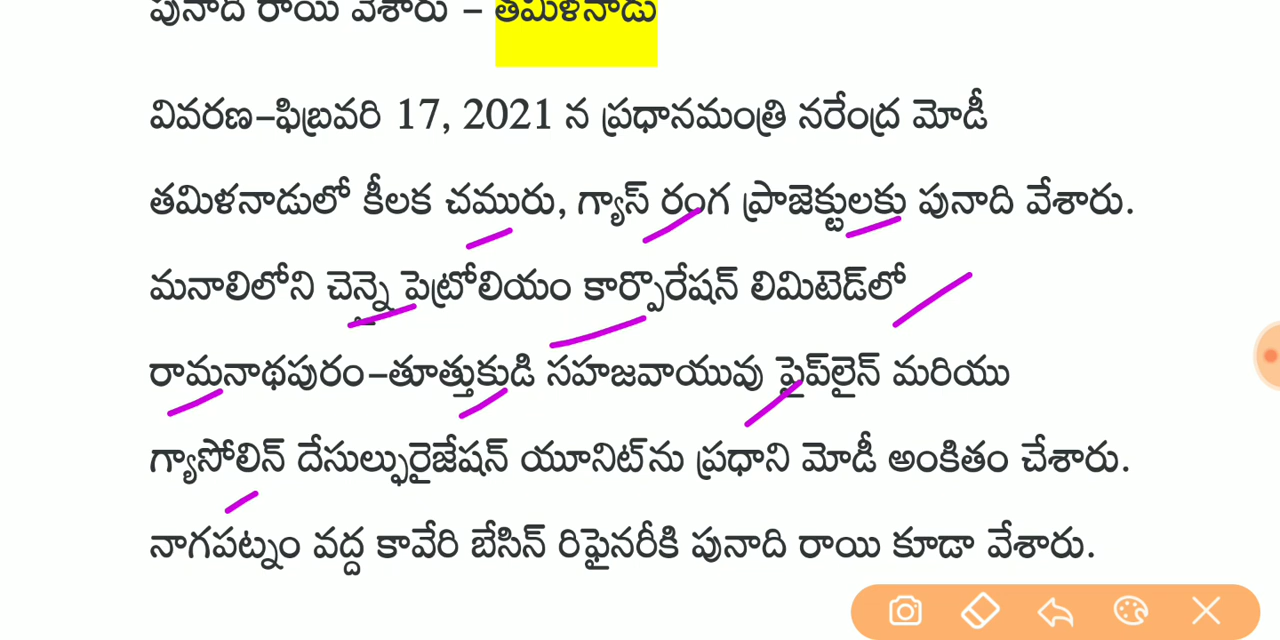 పునాది రాయి వేశారు – తమిళనాడు
వివరణ–ఫిబ్రవరి 17, 2021 న ప్రధానమంత్రి నరేంద్ర మోడీ
తమిళనాడులో కీలక చమురు, గ్యాస్ రంగ ప్రాజెక్టులకు పునాది వేశారు.
మనాలిలోని చెన్నై పెట్రోలియం కార్పొరేషన్ లిమిటెడ్‌లో
రామనాథపురం–తూత్తుకుడి సహజవాయువు పైప్‌లైన్ మరియు
గ్యాసోలిన్ దేసుల్ఫురైజేషన్ యూనిట్‌ను ప్రధాని మోడీ అంకితం చేశారు.
నాగపట్నం వద్ద కావేరి బేసిన్ రిఫైనరీకి పునాది రాయి కూడా వేశారు.